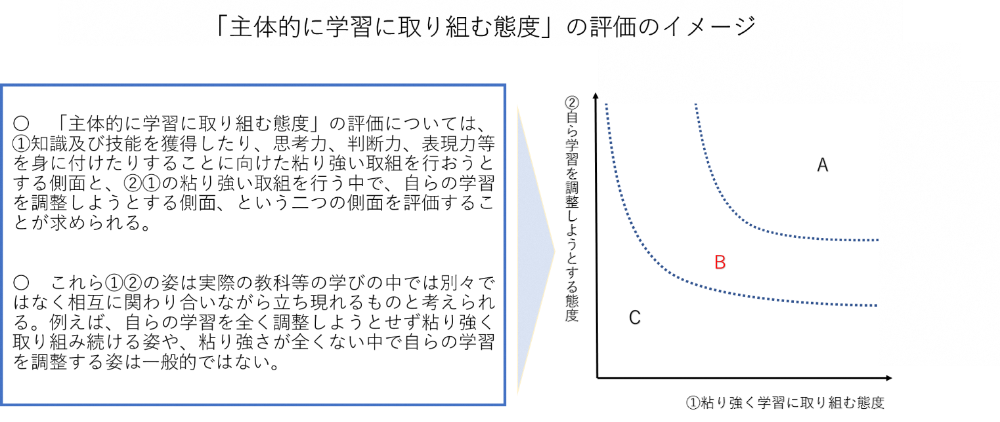 「主体的に学習に取り組む態度」の評価のイメージ
〇　「主体的に学習に取り組む態度」の評価については、
①知識及び技能を獲得したり、思考力、判断力、表現力等
を身に付けたりすることに向けた粘り強い取組を行おうと
する側面と、②①の粘り強い取組を行う中で、自らの学習
を調整しようとする側面、という二つの側面を評価するこ
とが求められる。
〇　これら①②の姿は実際の教科等の学びの中では別々で
はなく相互に関わり合いながら立ち現れるものと考えられ
る。例えば、自らの学習を全く調整しようとせず粘り強く
取り組み続ける姿や、粘り強さが全くない中で自らの学習
を調整する姿は一般的ではない。
②自ら学習を調整しようとする態度
A
B
C
①粘り強く学習に取り組む態度